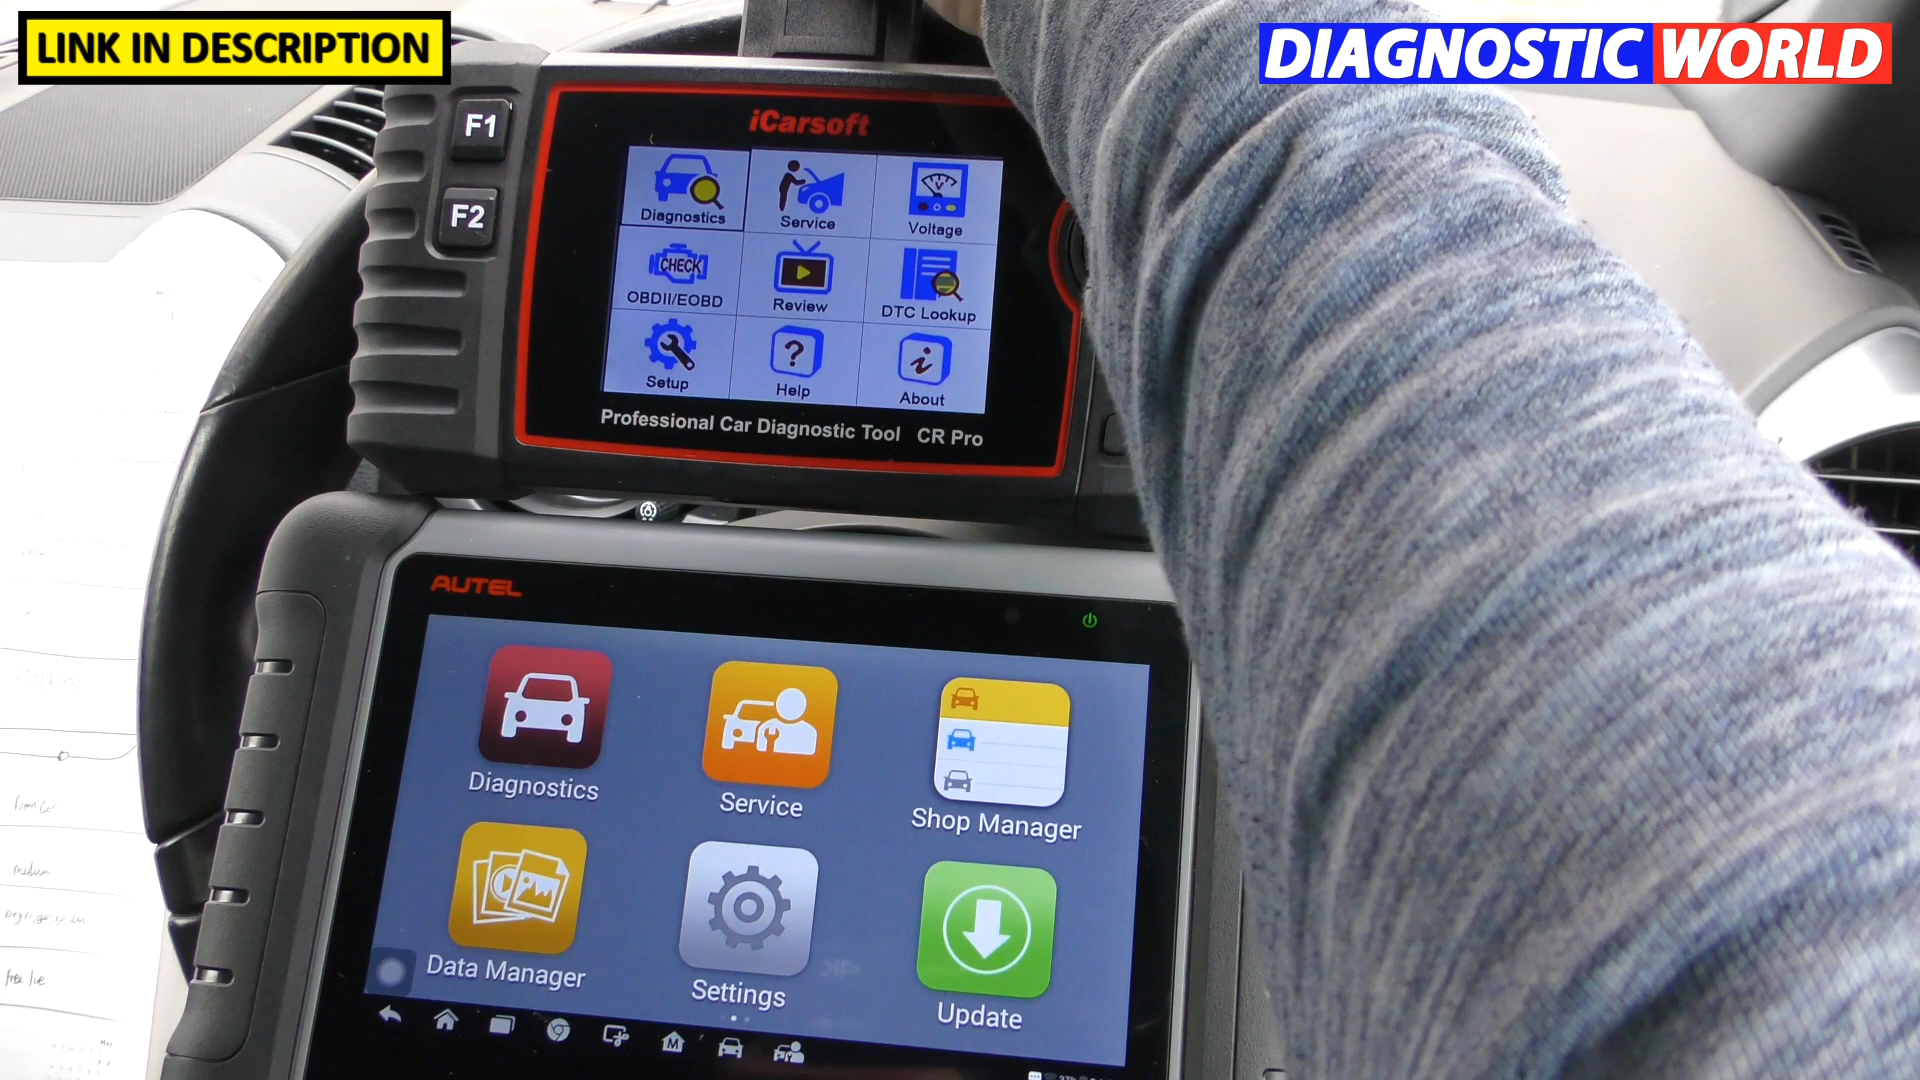 LINK IN DESCRIPTION
DIAGNOSTIC WORLD
F1
F2
iCarsoft
Diagnostics
Service
Voltage
CHECK
OBDII/EOBD
Review
DTC Lookup
Setup
Help
About
Professional Car Diagnostic Tool CR Pro
AUTEL
Diagnostics
Service
Shop Manager
Data Manager
Settings
Update
M
medium